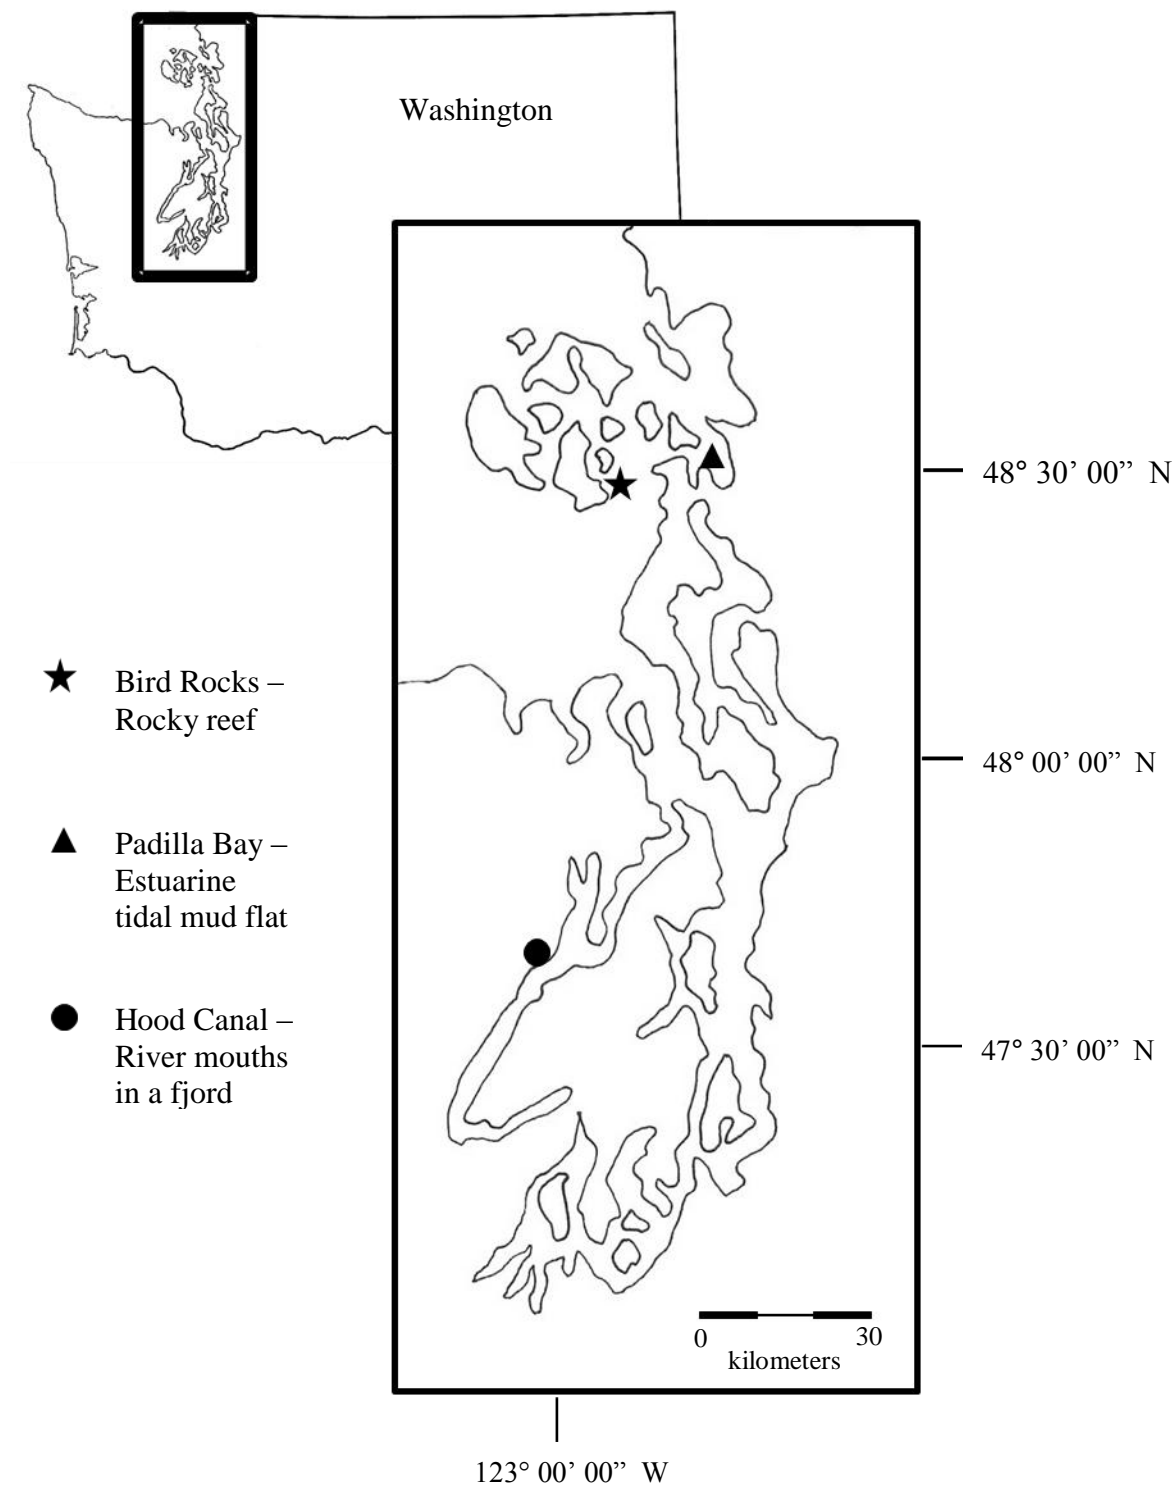 Washington
48° 30’ 00” N
Bird Rocks –
Rocky reef
48° 00’ 00” N
Padilla Bay –
Estuarine
tidal mud flat
Hood Canal –
River mouths
in a fjord
47° 30’ 00” N
0 30
kilometers
123° 00’ 00” W